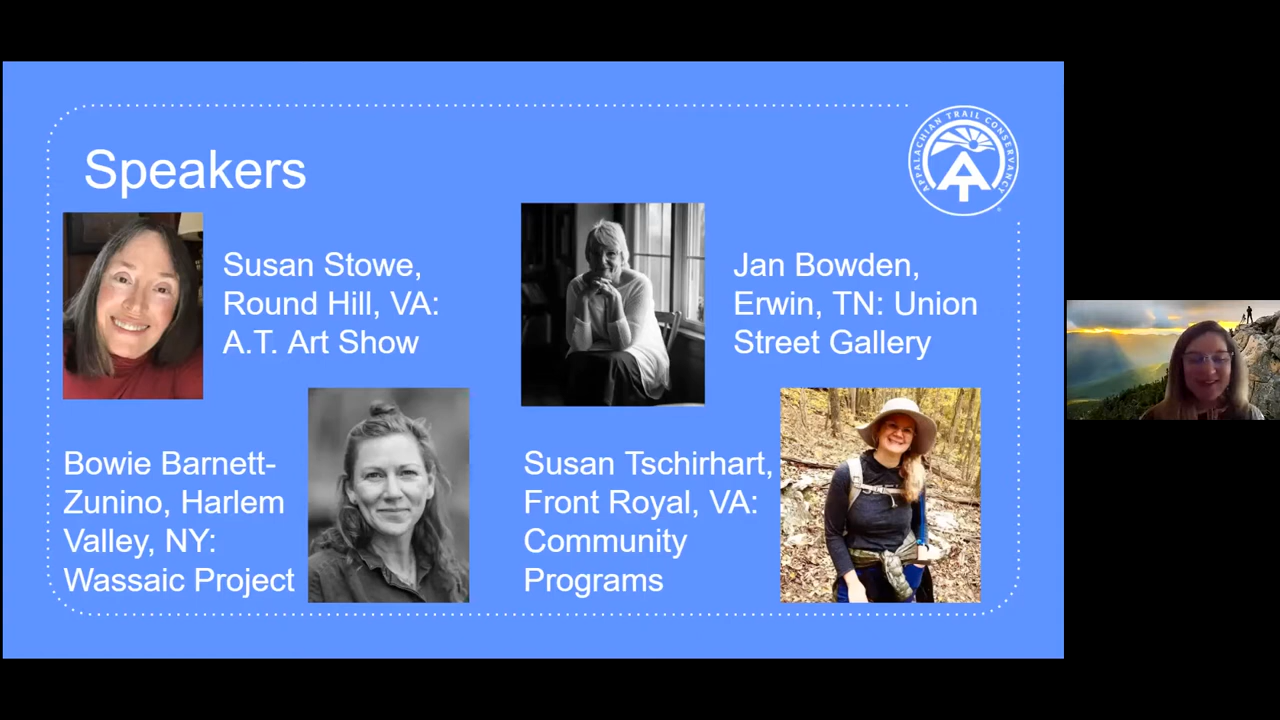 Speakers
APPALACHIAN TRAIL CONSERVANCY
AT
Susan Stowe,
Round Hill, VA:
A.T. Art Show
Jan Bowden,
Erwin, TN: Union
Street Gallery
Bowie Barnett-
Zunino, Harlem
Valley, NY:
Wassaic Project
Susan Tschirhart,
Front Royal, VA:
Community
Programs